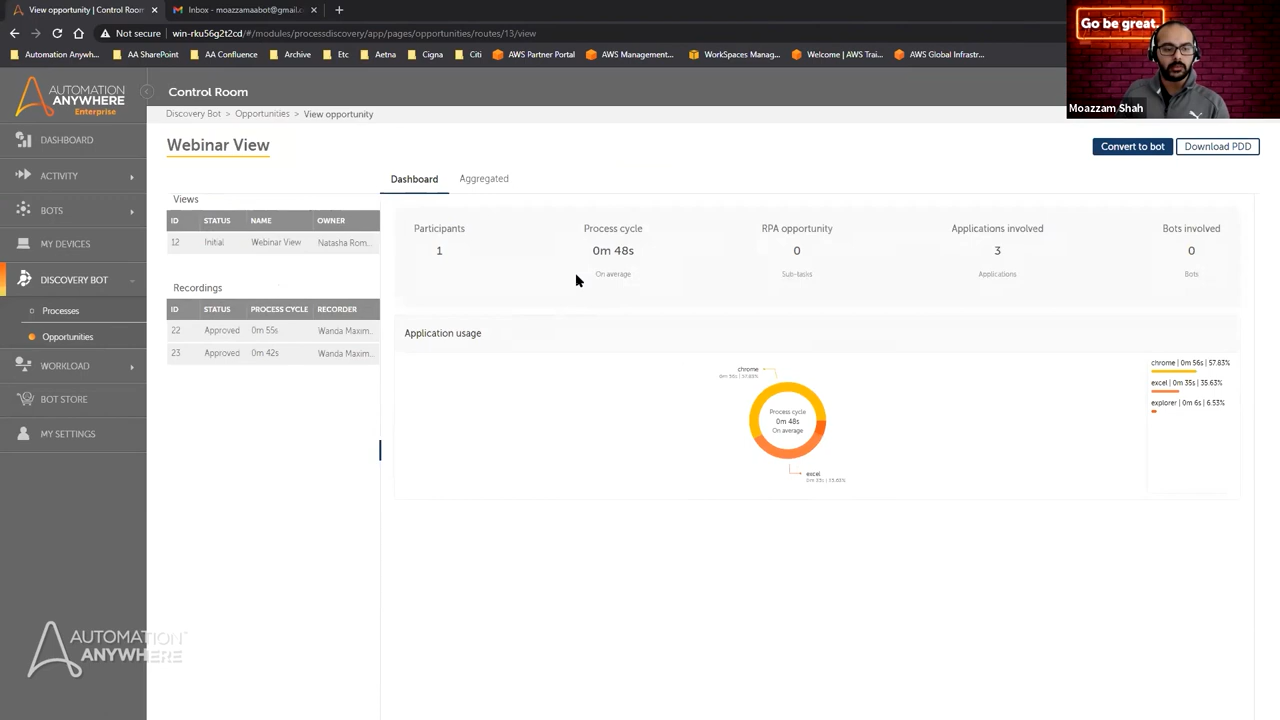 View opportunity | Control Room
moazzamaabot@gmail.c
Not secure
win-rku56g2t2cd/#/modules/processdiscovery/app/pages/opportunities/routes/13/view
Automation Anywhere
AA SharePoint
AA Confluence
Archive
Etc
Aetna
Citi
Cigna
AWS Power Portal
AWS Management
WorkSpaces Manag...
Welcome | AWS Trai...
AWS Global Infrastr...
Go be great.
Moazzam Shah
AUTOMATION
ANYWHERE
Enterprise
Control Room
Discovery Bot > Opportunities > View opportunity
DASHBOARD
ACTIVITY
BOTS
MY DEVICES
DISCOVERY BOT
Processes
Opportunities
WORKLOAD
BOT STORE
MY SETTINGS
Webinar View
Convert to bot
Download PDD
Views
ID STATUS NAME OWNER
12 Initial Webinar View Natasha Rom...
Recordings
ID STATUS PROCESS CYCLE RECORDER
22 Approved 0m 55s Wanda Maxim...
23 Approved 0m 42s Wanda Maxim...
Dashboard
Aggregated
Participants
1
Process cycle
0m 48s
On average
RPA opportunity
0
Sub-tasks
Applications involved
3
Applications
Bots involved
0
Bots
Application usage
chrome
0m 56s | 57.83%
Process cycle
0m 48s
On average
excel
0m 35s | 35.63%
chrome | 0m 56s | 57.83%
excel | 0m 35s | 35.63%
explorer | 0m 6s | 6.53%
AUTOMATION
ANYWHERE